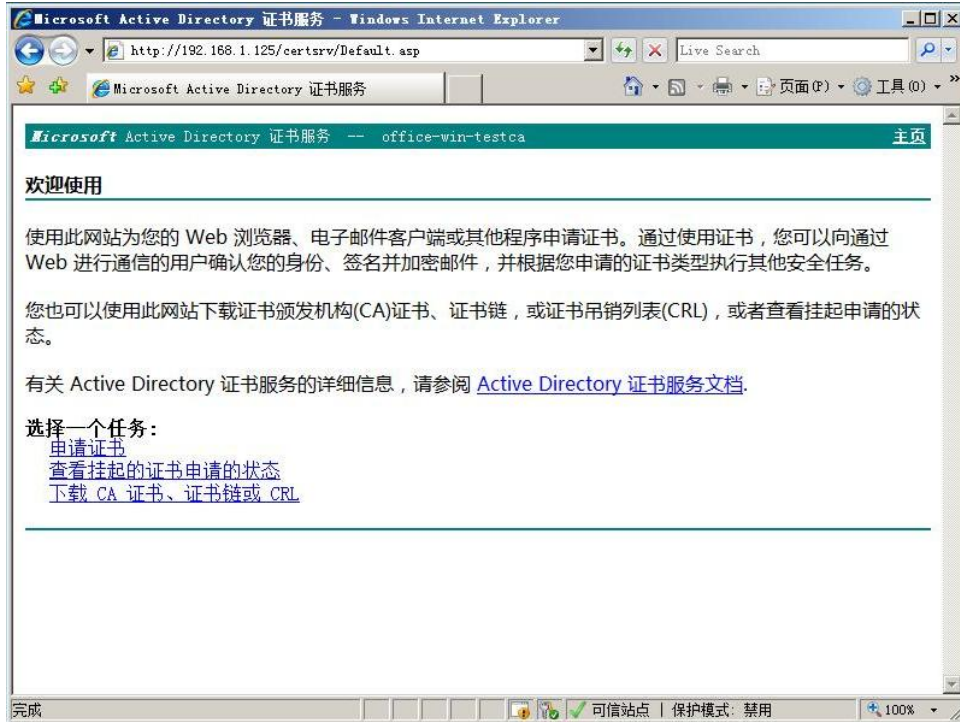 Microsoft Active Directory 证书服务 - Windows Internet Explorer
http://192.168.1.125/certsrv/Default.asp
Live Search
Microsoft Active Directory 证书服务
页面(P)
工具(O)
»
Microsoft Active Directory 证书服务 -- office-win-testca
主页
欢迎使用
使用此网站为您的 Web 浏览器、电子邮件客户端或其他程序申请证书。通过使用证书，您可以向通过
Web 进行通信的用户确认您的身份、签名并加密邮件，并根据您申请的证书类型执行其他安全任务。
您也可以使用此网站下载证书颁发机构(CA)证书、证书链，或证书吊销列表(CRL)，或者查看挂起申请的状
态。
有关 Active Directory 证书服务的详细信息，请参阅 Active Directory 证书服务文档.
选择一个任务:
申请证书
查看挂起的证书申请的状态
下载 CA 证书、证书链或 CRL
完成
可信站点 | 保护模式: 禁用
100%